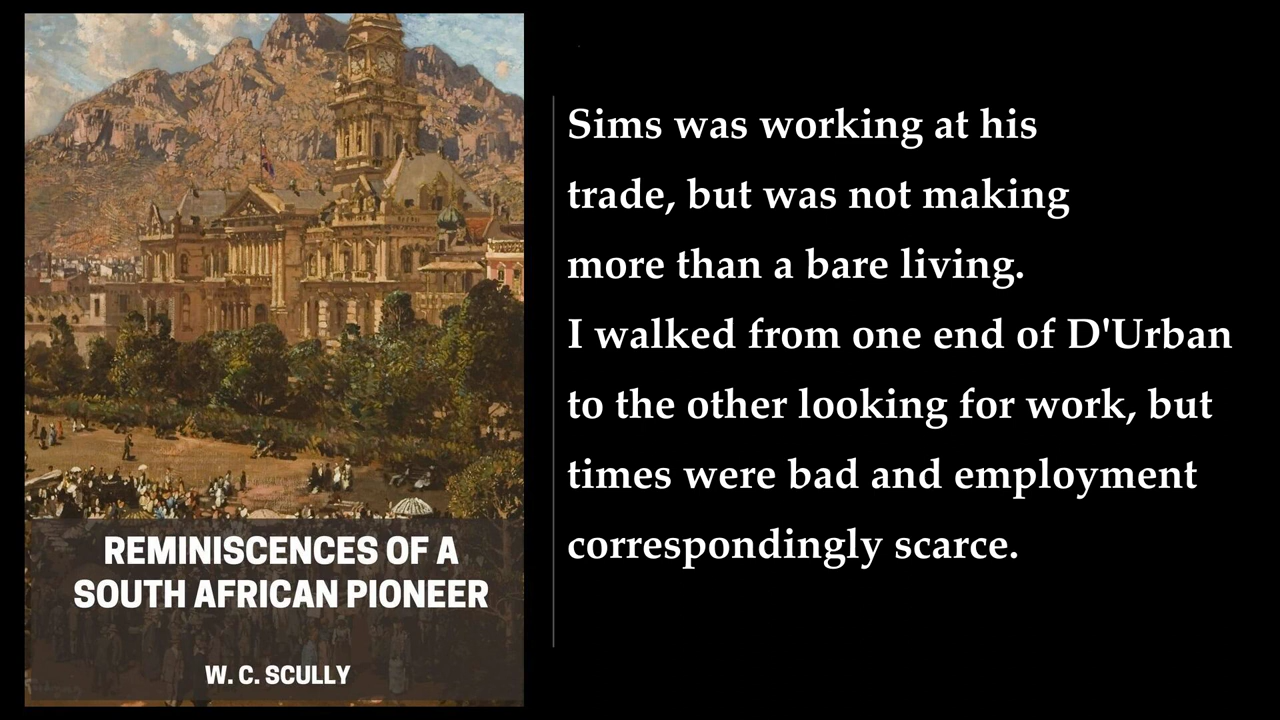 Sims was working at his
trade, but was not making
more than a bare living.
I walked from one end of D'Urban
to the other looking for work, but
times were bad and employment
correspondingly scarce.
REMINISCENCES OF A
SOUTH AFRICAN PIONEER
W. C. SCULLY